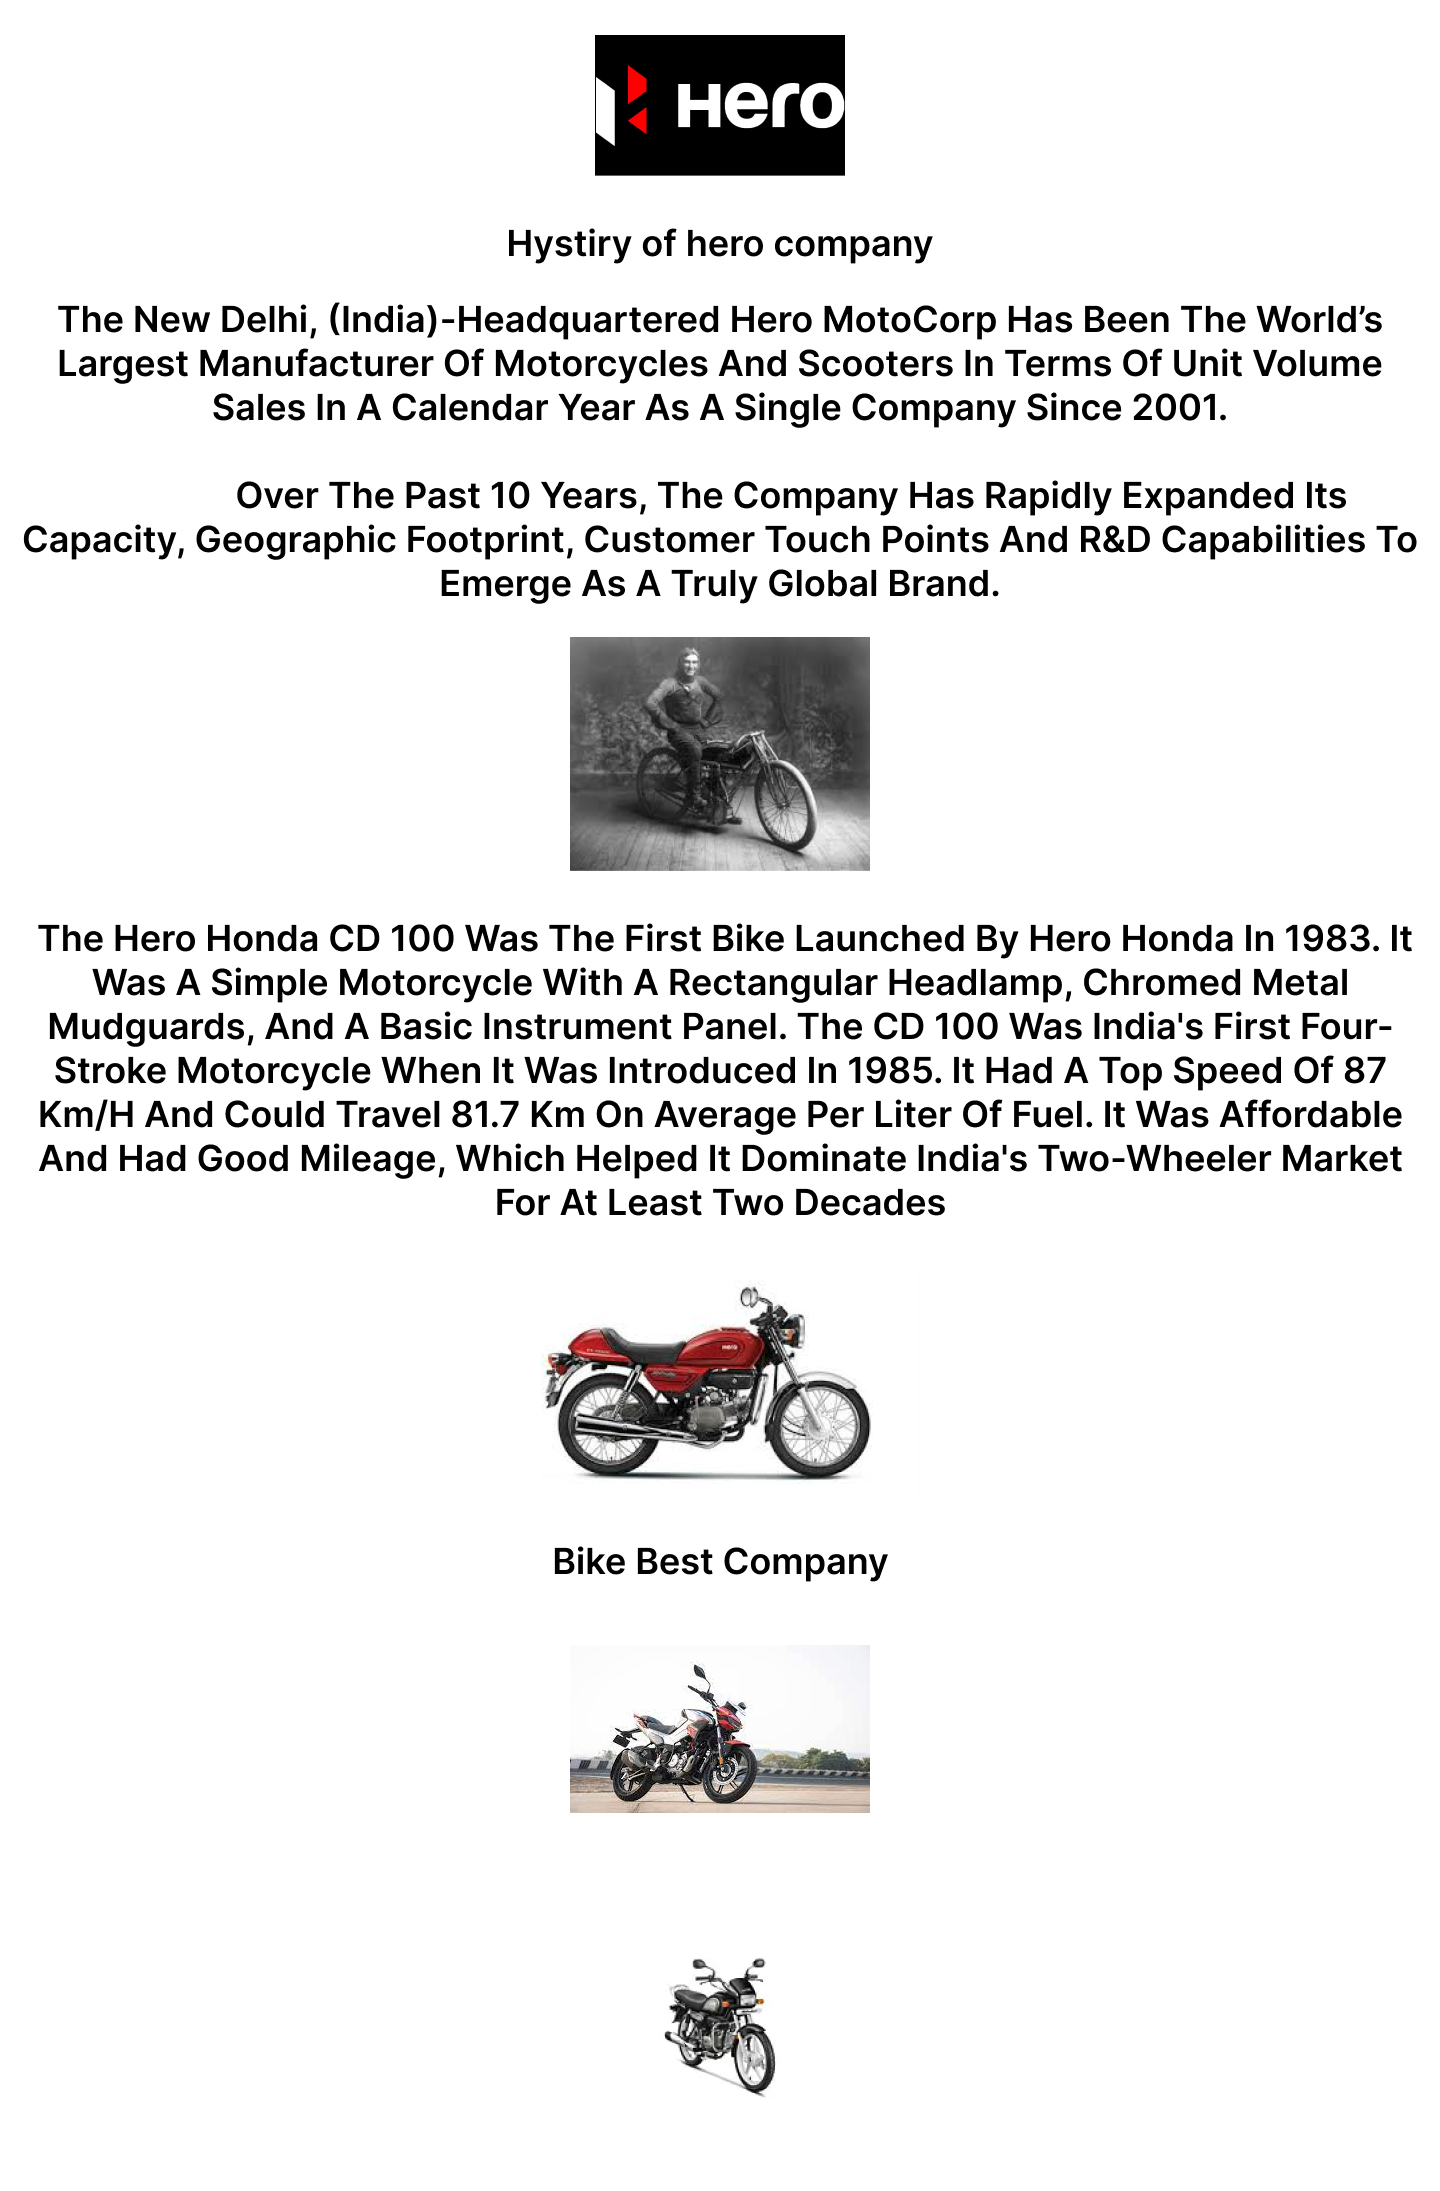 Hero
Hystiry of hero company
The New Delhi, (India)-Headquartered Hero MotoCorp Has Been The World’s
Largest Manufacturer Of Motorcycles And Scooters In Terms Of Unit Volume
Sales In A Calendar Year As A Single Company Since 2001.
Over The Past 10 Years, The Company Has Rapidly Expanded Its
Capacity, Geographic Footprint, Customer Touch Points And R&D Capabilities To
Emerge As A Truly Global Brand.
The Hero Honda CD 100 Was The First Bike Launched By Hero Honda In 1983. It
Was A Simple Motorcycle With A Rectangular Headlamp, Chromed Metal
Mudguards, And A Basic Instrument Panel. The CD 100 Was India's First Four-
Stroke Motorcycle When It Was Introduced In 1985. It Had A Top Speed Of 87
Km/H And Could Travel 81.7 Km On Average Per Liter Of Fuel. It Was Affordable
And Had Good Mileage, Which Helped It Dominate India's Two-Wheeler Market
For At Least Two Decades
Hero
Bike Best Company